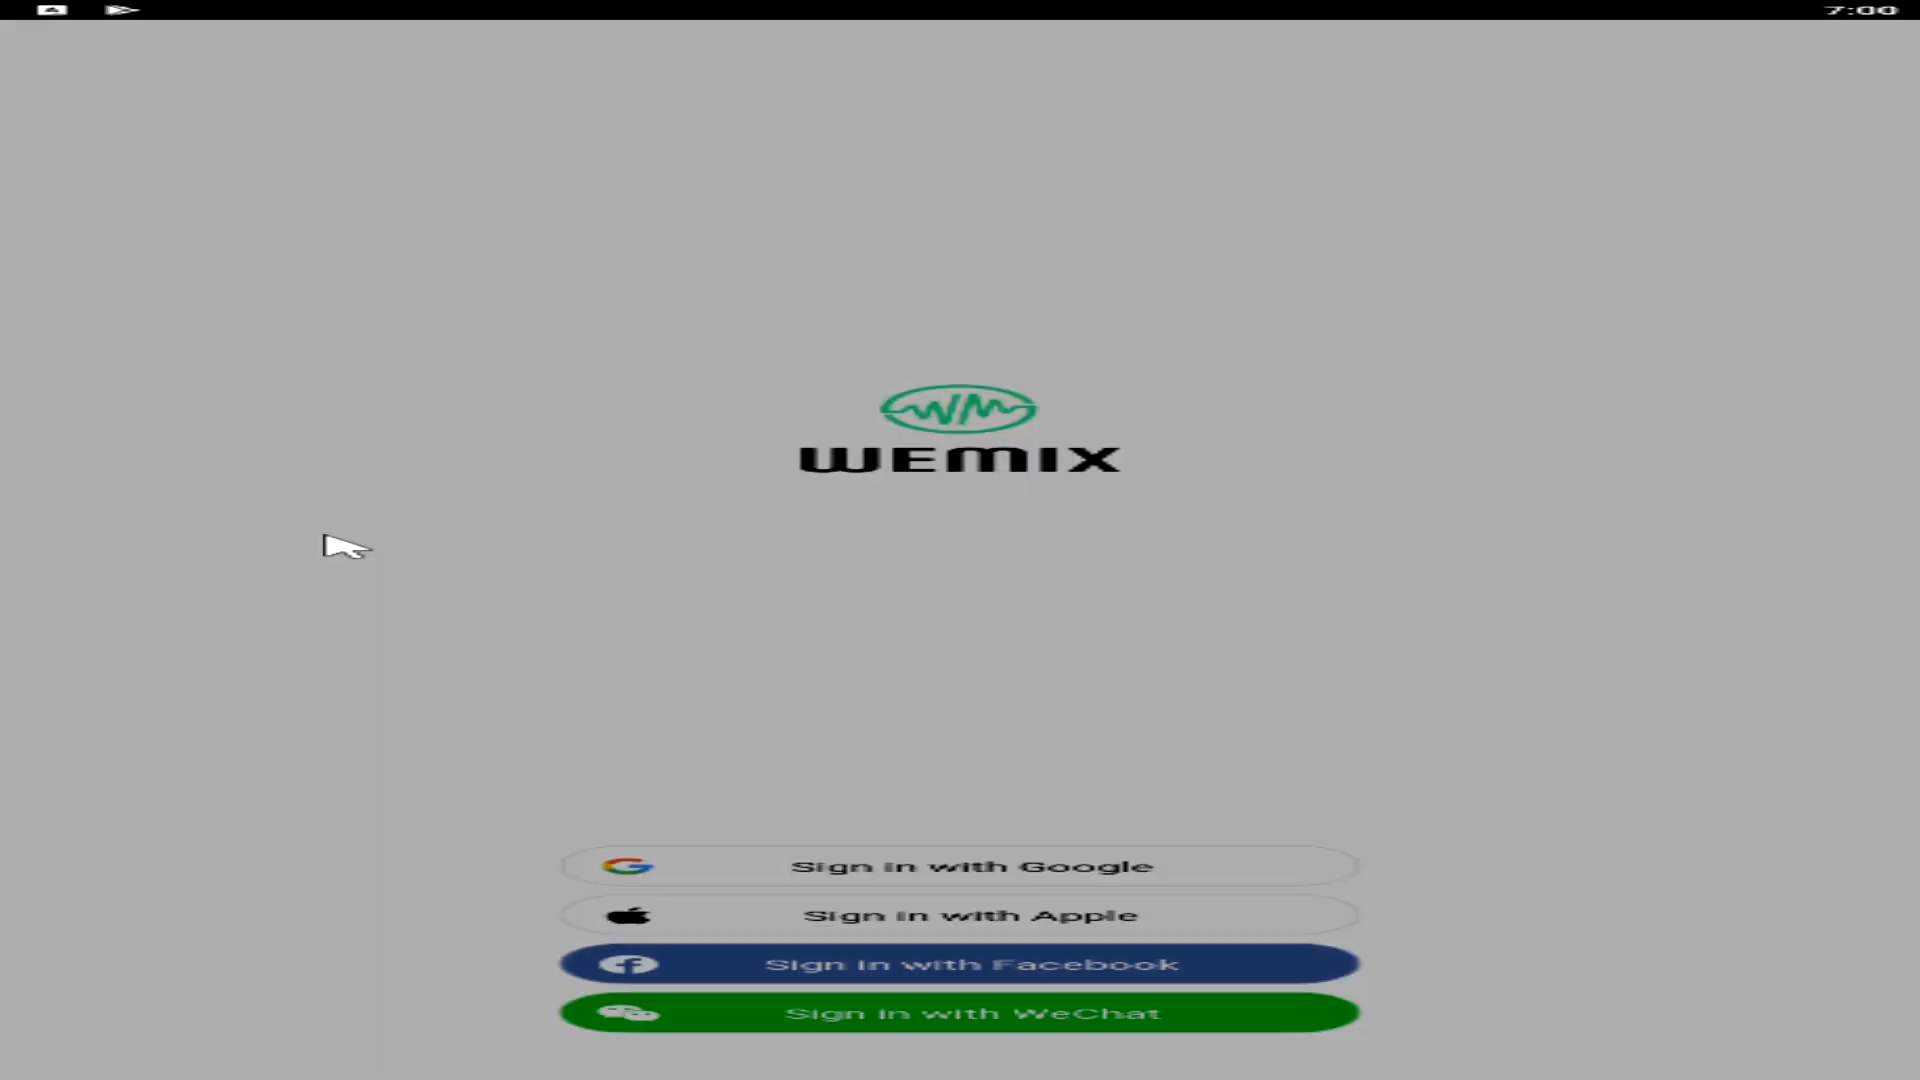 7:00
WM
WEMIX
Sign in with Google
Sign in with Apple
Sign in with Facebook
Sign in with WeChat